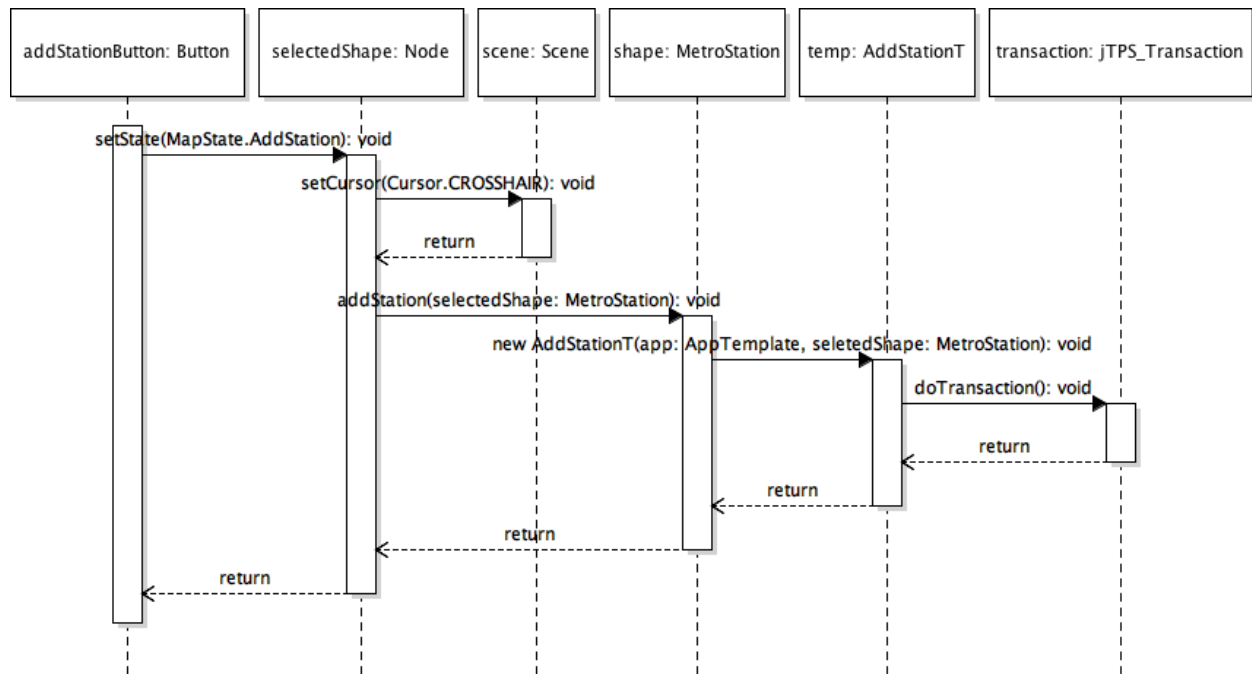 addStationButton: Button
selectedShape: Node
scene: Scene
shape: MetroStation
temp: AddStationT
transaction: jTPS_Transaction
setState(MapState.AddStation): void
setCursor(Cursor.CROSSHAIR): void
return
addStation(selectedShape: MetroStation): void
new AddStationT(app: AppTemplate, seletedShape: MetroStation): void
doTransaction(): void
return
return
return
return